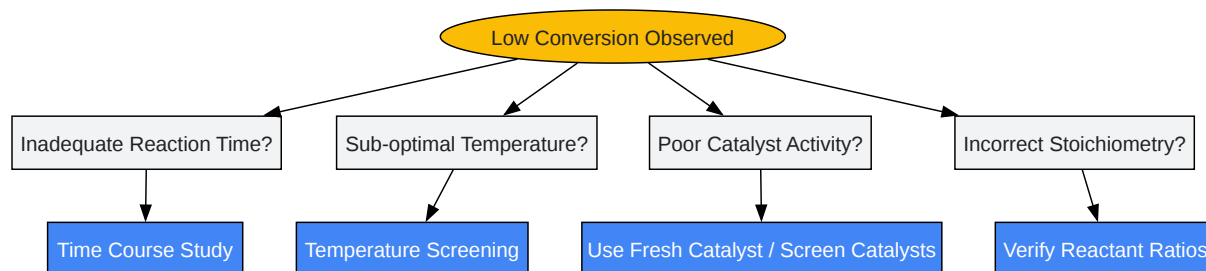 Low Conversion Observed
Inadequate Reaction Time?
Sub-optimal Temperature?
Poor Catalyst Activity?
Incorrect Stoichiometry?
Time Course Study
Temperature Screening
Use Fresh Catalyst / Screen Catalysts
Verify Reactant Ratios